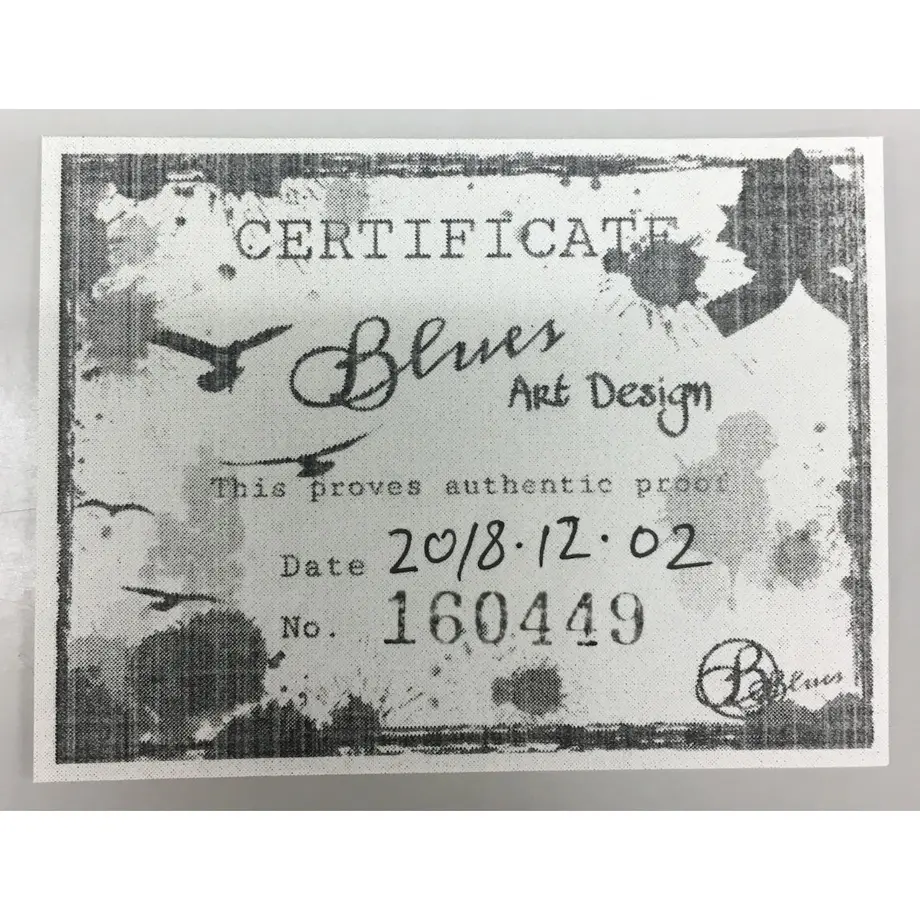 CERTIFICATE
Blues
Art Design
This proves authentic proof
Date 2018.12.02
No. 160449
B Blues